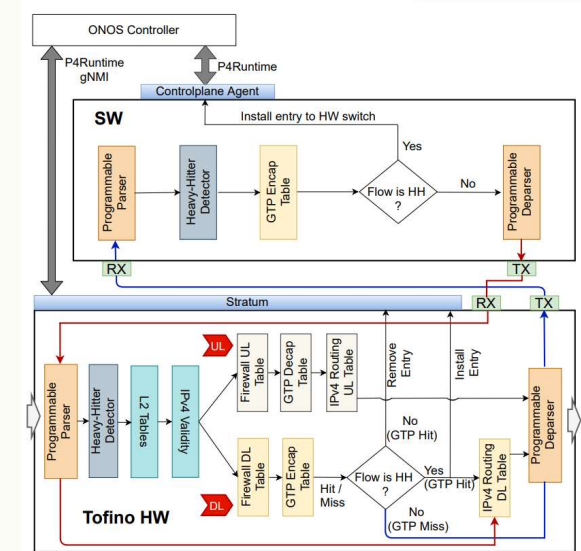 ONOS Controller
P4Runtime
gNMI
P4Runtime
Controlplane Agent
SW
Install entry to HW switch
Yes
Programmable
Parser
Heavy-Hitter
Detector
GTP Encap
Table
Flow is HH
?
No
Programmable
Deparser
RX
TX
Stratum
RX
TX
UL
Firewall UL
Table
GTP Decap
Table
IPv4 Routing
UL Table
Remove
Entry
Install
Entry
Programmable
Parser
Heavy-Hitter
Detector
L2 Tables
IPv4 Validity
No
(GTP Hit)
Programmable
Deparser
DL
Firewall DL
Table
GTP Encap
Table
Hit /
Miss
Flow is HH
?
Yes
(GTP Hit)
IPv4 Routing
DL Table
No
(GTP Miss)
Tofino HW